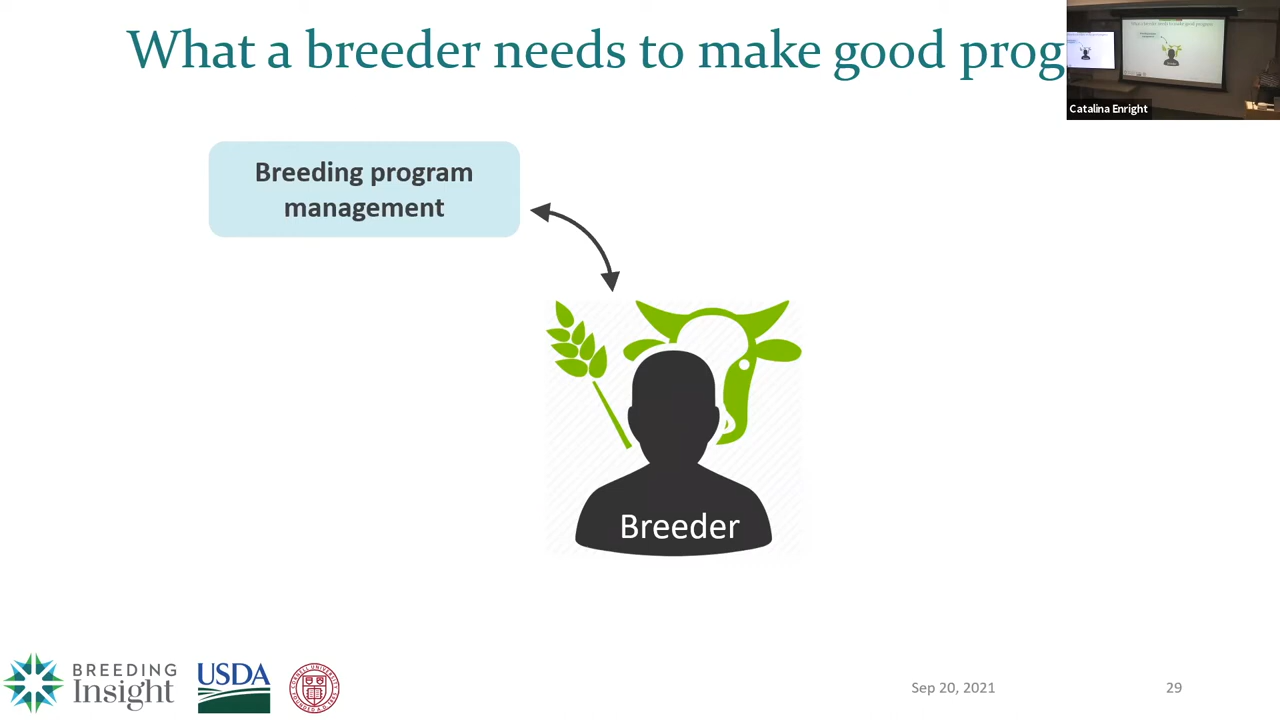 What a breeder needs to make good prog
Catalina Enright
Breeding program
management
Breeder
BREEDING
Insight
USDA
Sep 20, 2021
29